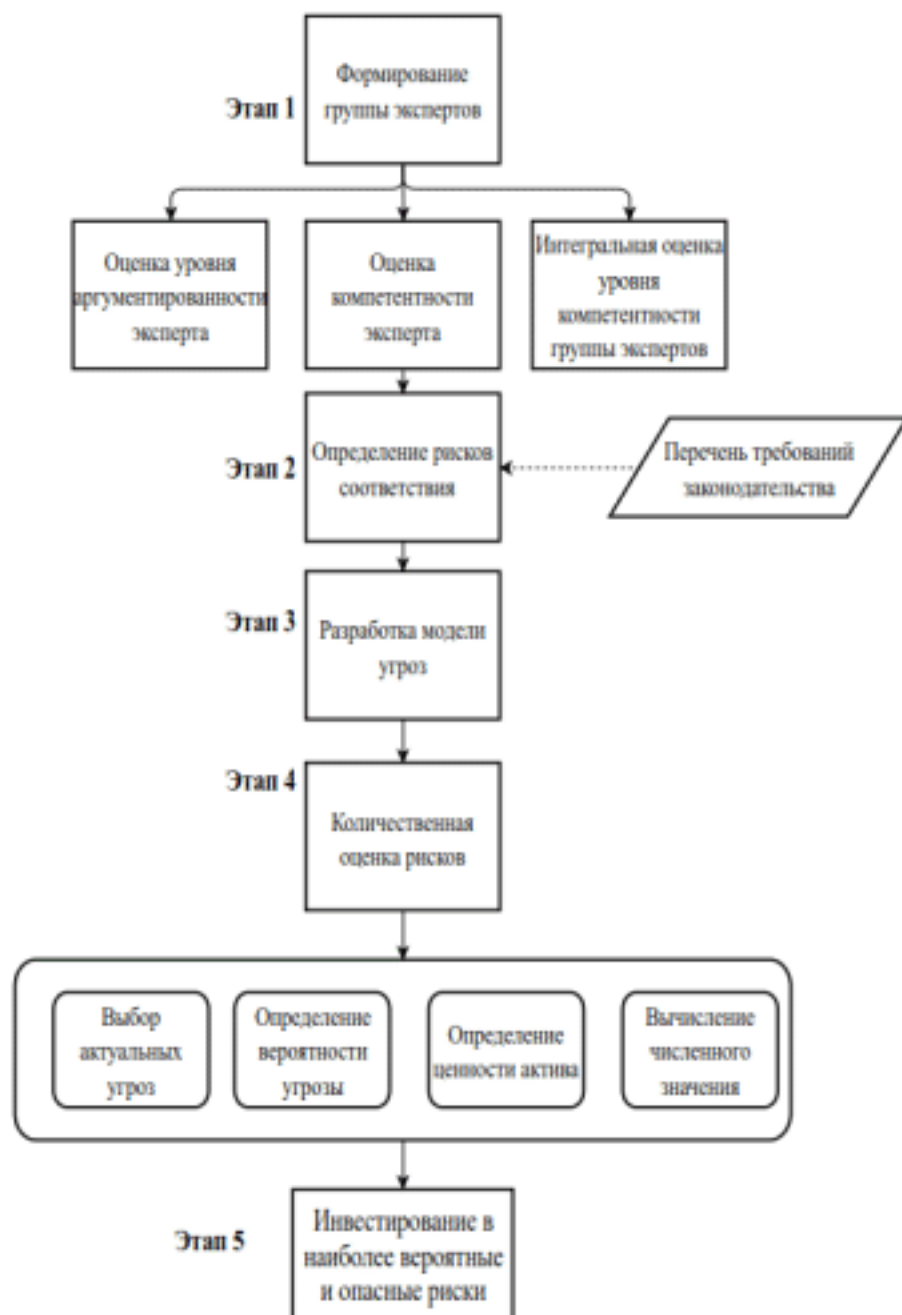 Формирование
группы экспертов
Этап 1
Оценка уровня
аргументированности
эксперта
Оценка
компетентности
эксперта
Интегральная оценка
уровня
компетентности
группы экспертов
Этап 2
Определение рисков
соответствия
Перечень требований
законодательства
Этап 3
Разработка модели
угроз
Этап 4
Количественная
оценка рисков
Выбор
актуальных
угроз
Определение
вероятности
угрозы
Определение
ценности актива
Вычисление
численного
значения
Этап 5
Инвестирование в
наиболее вероятные
и опасные риски